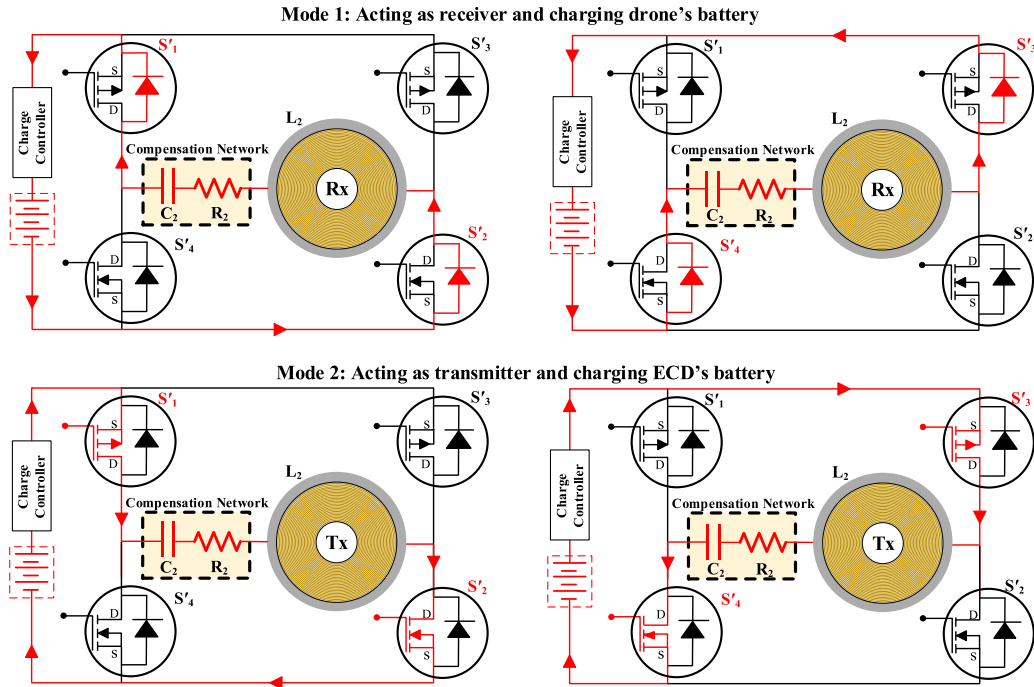 Mode 1: Acting as receiver and charging drone's battery
S′₁
S
D
S′₃
S
D
Charge Controller
L₂
Compensation Network
C₂
R₂
Rx
S′₄
D
S
S′₂
D
S
S′₁
S
D
S′₃
S
D
Charge Controller
L₂
Compensation Network
C₂
R₂
Rx
S′₄
D
S
S′₂
D
S
Mode 2: Acting as transmitter and charging ECD's battery
S′₁
S
D
S′₃
S
D
Charge Controller
L₂
Compensation Network
C₂
R₂
Tx
S′₄
D
S
S′₂
D
S
S′₁
S
D
S′₃
S
D
Charge Controller
L₂
Compensation Network
C₂
R₂
Tx
S′₄
D
S
S′₂
D
S